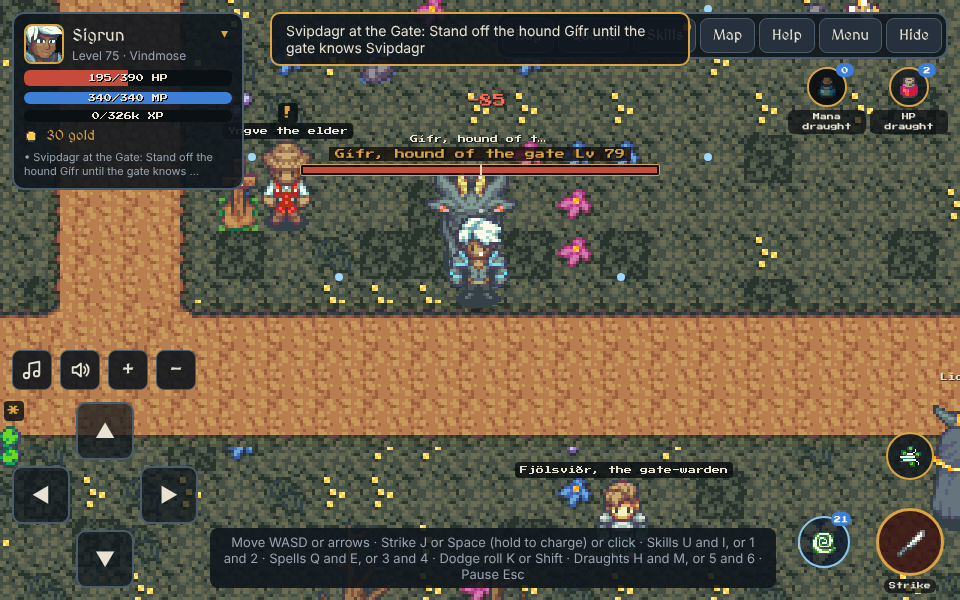 Sigrun
Level 75 · Vindmose
195/390 HP
340/340 MP
0/326k XP
30 gold
• Svipdagr at the Gate: Stand off the
hound Gífr until the gate knows ...
Svipdagr at the Gate: Stand off the hound Gífr until the
gate knows Svipdagr
Map
Help
Menu
Hide
0
Mana
draught
2
HP
draught
-85
!
the elder
Gífr, hound of t…
Gífr, hound of the gate Lv 79
Fjölsviðr, the gate-warden
21
Strike
Move WASD or arrows · Strike J or Space (hold to charge) or click · Skills U and I, or 1
and 2 · Spells Q and E, or 3 and 4 · Dodge roll K or Shift · Draughts H and M, or 5 and 6 ·
Pause Esc